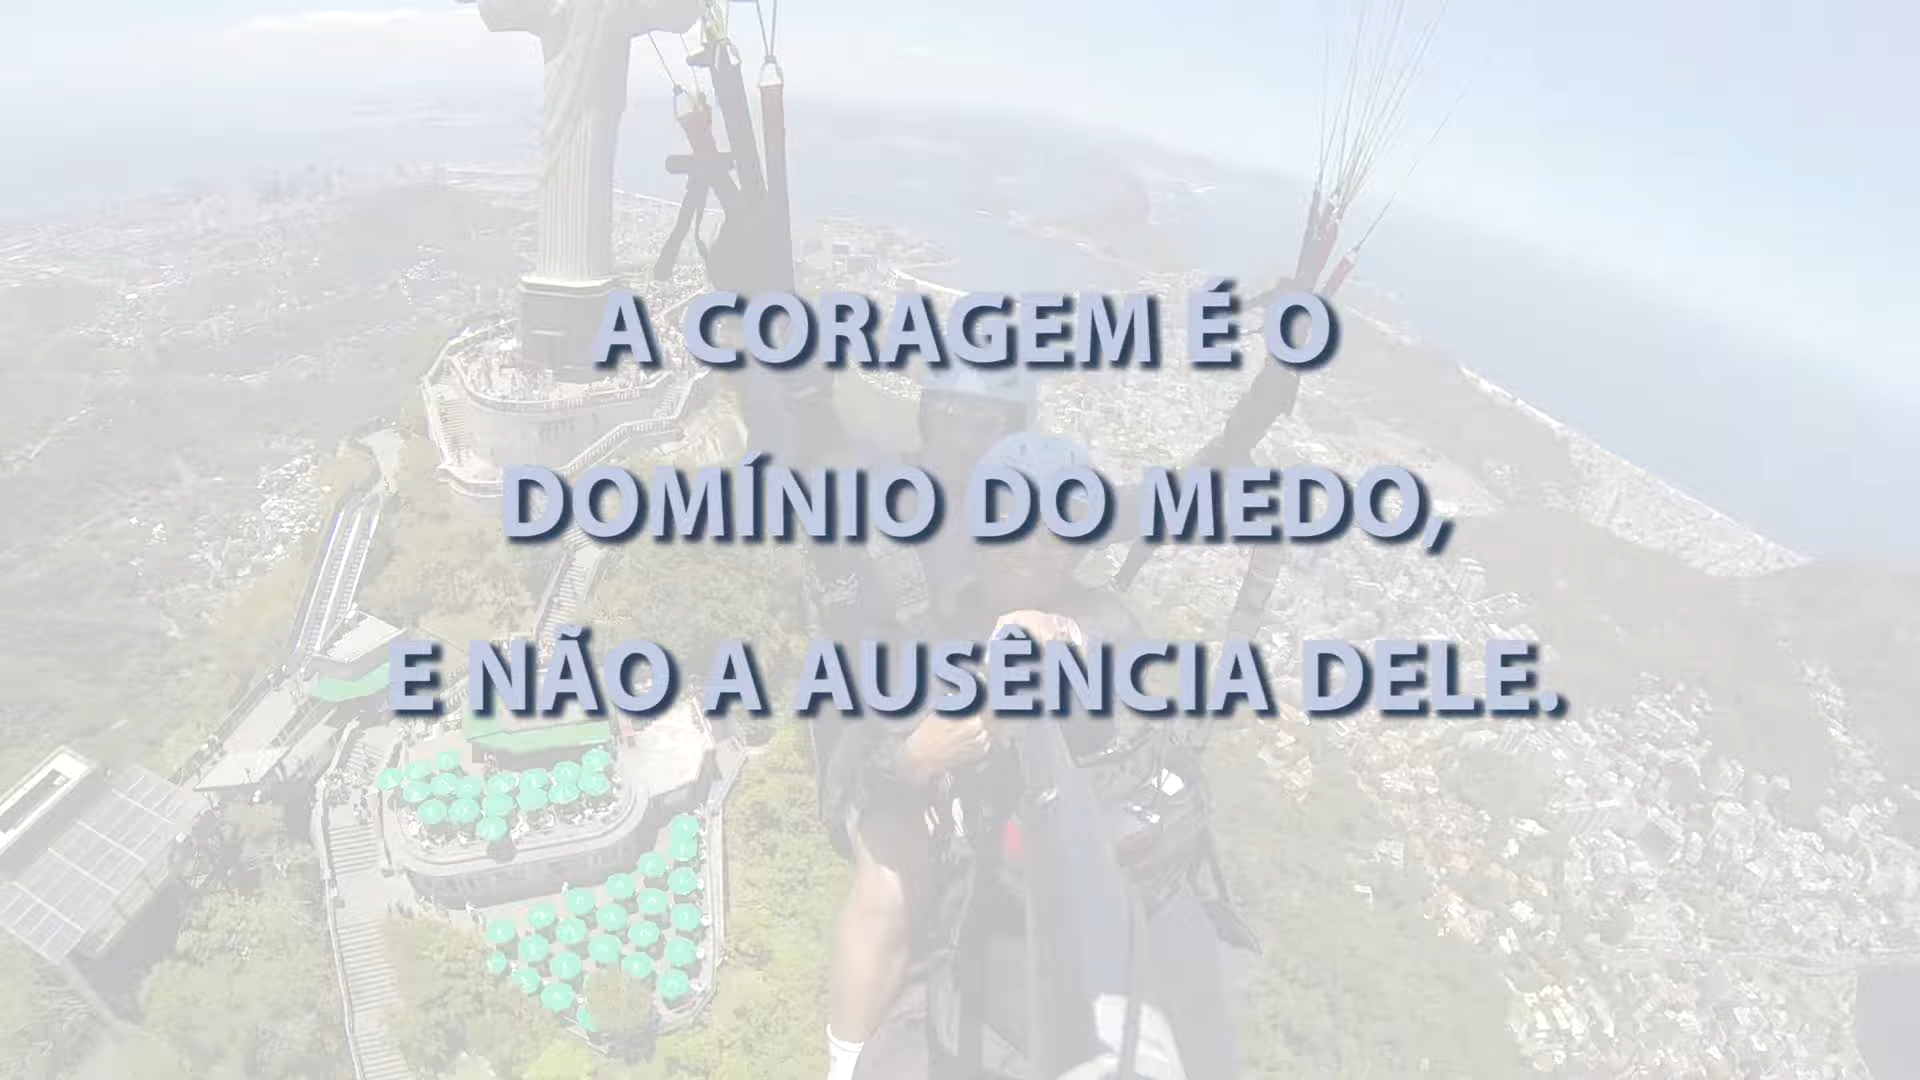 A CORAGEM É O
DOMÍNIO DO MEDO,
E NÃO A AUSÊNCIA DELE.